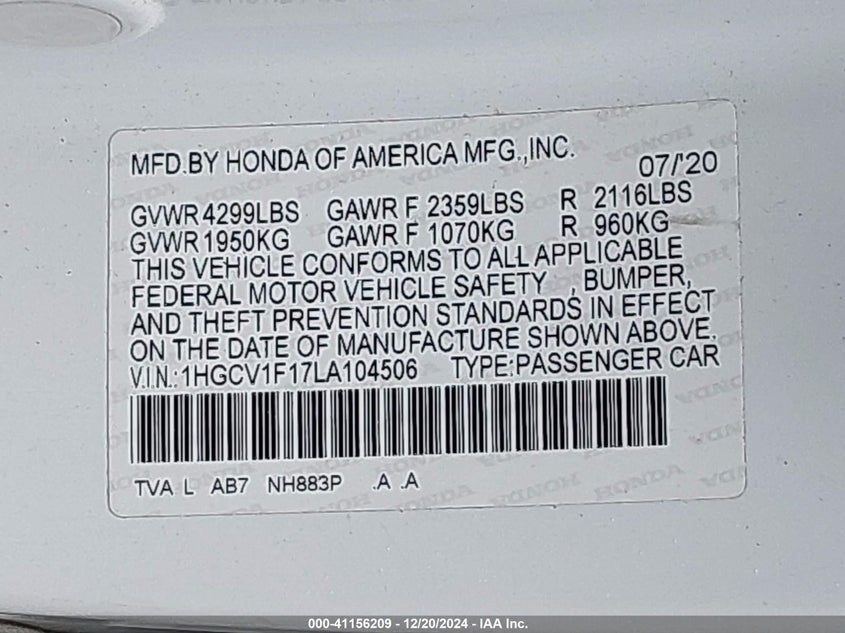 MFD.BY HONDA OF AMERICA MFG.,INC. 07/'20
GVWR 4299LBS GAWR F 2359LBS R 2116LBS
GVWR 1950KG GAWR F 1070KG R 960KG
THIS VEHICLE CONFORMS TO ALL APPLICABLE
FEDERAL MOTOR VEHICLE SAFETY , BUMPER,
AND THEFT PREVENTION STANDARDS IN EFFECT
ON THE DATE OF MANUFACTURE SHOWN ABOVE.
V.I.N.:1HGCV1F17LA104506 TYPE:PASSENGER CAR
TVA L AB7 NH883P .A .A
000-41156209 - 12/20/2024 - IAA Inc.